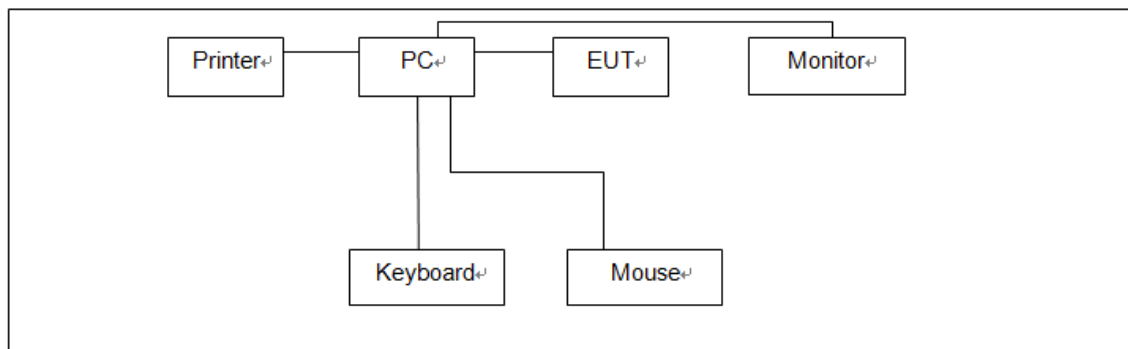 Printer
PC
EUT
Monitor
Keyboard
Mouse